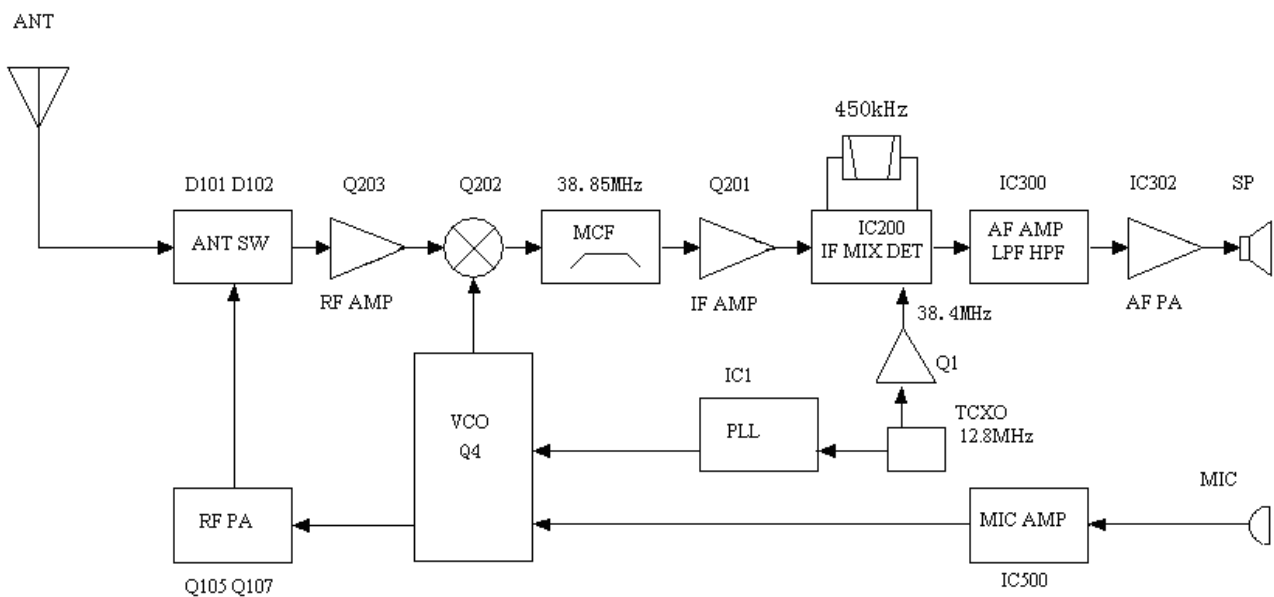 ANT
450kHz
D101 D102
Q203
Q202
38.85MHz
Q201
IC300
IC302
SP
ANT SW
MCF
IC200
IF MIX DET
AF AMP
LPF HPF
RF AMP
IF AMP
AF PA
38.4MHz
Q1
IC1
VCO
Q4
PLL
TCXO
12.8MHz
MIC
RF PA
MIC AMP
Q105 Q107
IC500